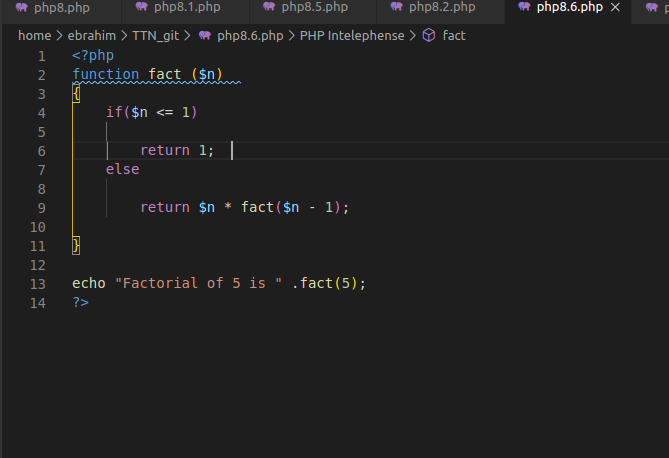 php8.php php8.1.php php8.5.php php8.2.php php8.6.php
home > ebrahim > TTN_git > php8.6.php > PHP Intelephense > fact
1 <?php
2 function fact ($n)
3 {
4 if($n <= 1)
5
6 return 1;
7 else
8
9 return $n * fact($n - 1);
10
11 }
12
13 echo "Factorial of 5 is " .fact(5);
14 ?>